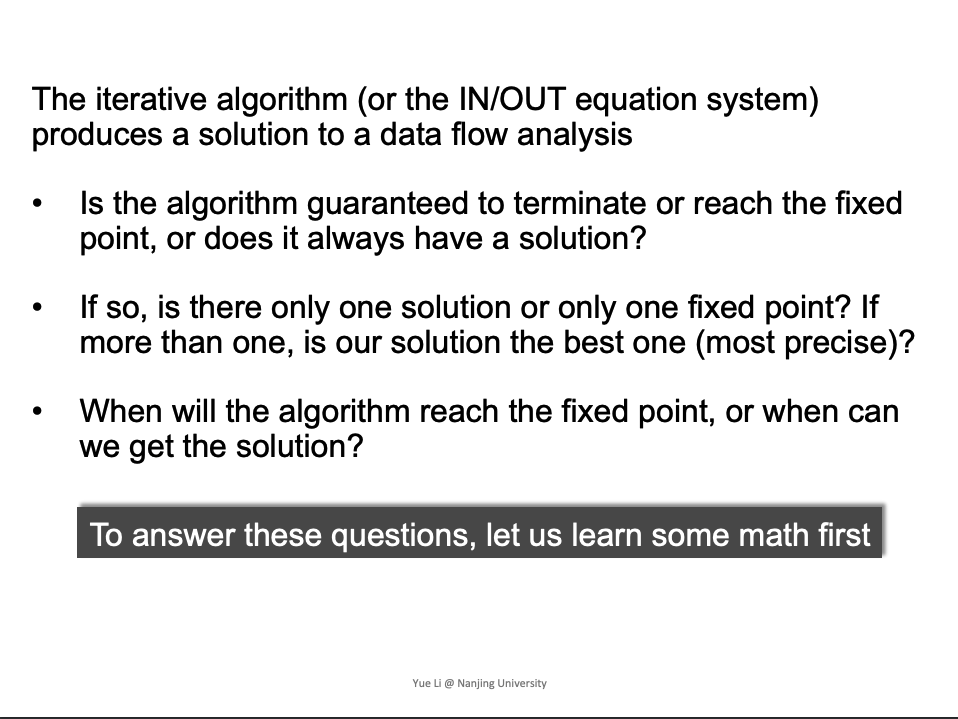 The iterative algorithm (or the IN/OUT equation system)
produces a solution to a data flow analysis
• Is the algorithm guaranteed to terminate or reach the fixed
point, or does it always have a solution?
• If so, is there only one solution or only one fixed point? If
more than one, is our solution the best one (most precise)?
• When will the algorithm reach the fixed point, or when can
we get the solution?
To answer these questions, let us learn some math first
Yue Li @ Nanjing University